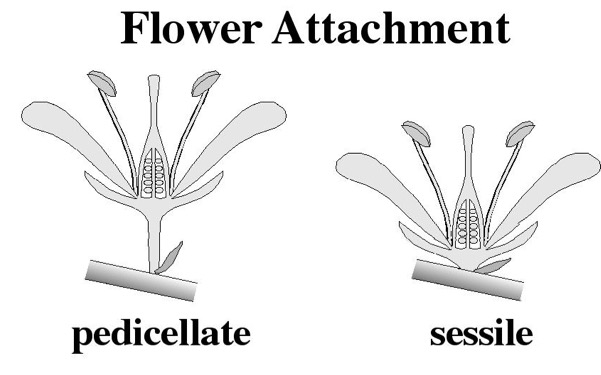 Flower Attachment
pedicellate
sessile